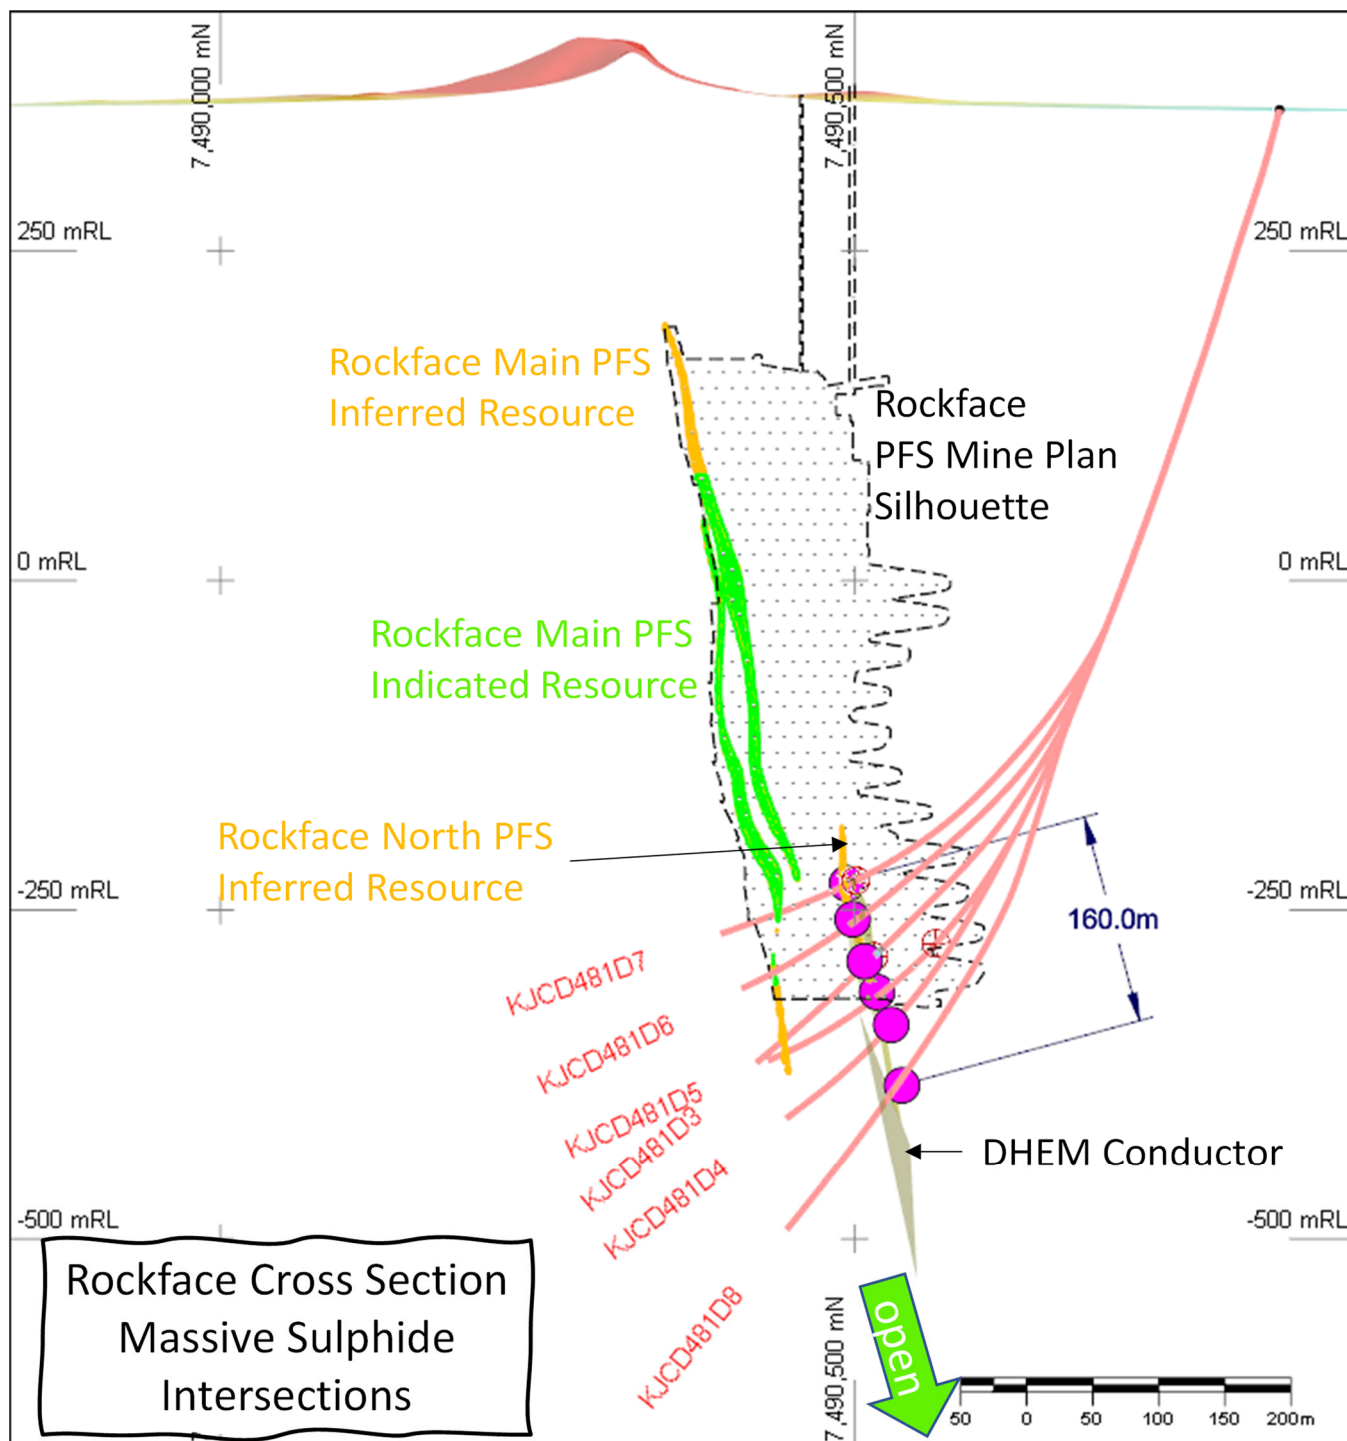 7,490,000 mN
7,490,500 mN
250 mRL
250 mRL
Rockface Main PFS
Inferred Resource
Rockface
PFS Mine Plan
Silhouette
0 mRL
0 mRL
Rockface Main PFS
Indicated Resource
Rockface North PFS
Inferred Resource
-250 mRL
-250 mRL
160.0m
KJCD481D7
KJCD481D6
KJCD481D5
KJCD481D3
KJCD481D4
KJCD481D8
DHEM Conductor
-500 mRL
-500 mRL
Rockface Cross Section
Massive Sulphide
Intersections
7,490,500 mN
open
50 0 50 100 150 200m